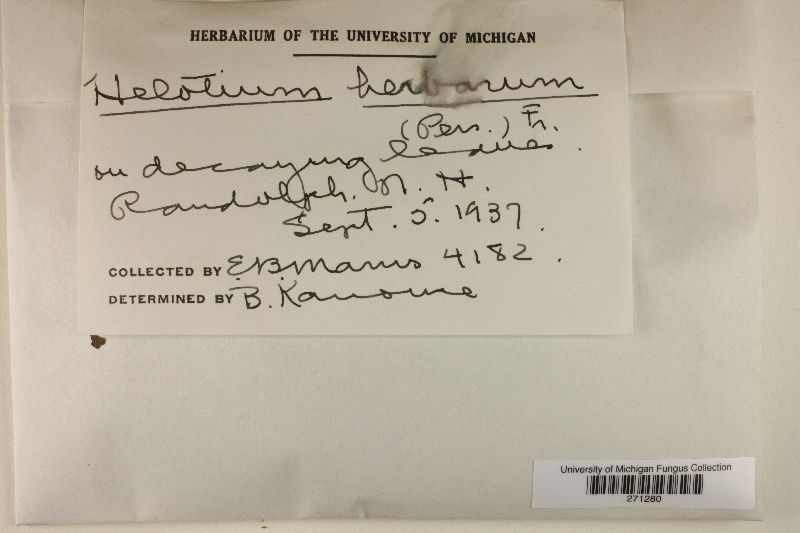 HERBARIUM OF THE UNIVERSITY OF MICHIGAN
Helotium herbarum
(Pers.) Fr.
on decaying leaves.
Randolph. N. H.
Sept. 5. 1937.
COLLECTED BY E.B. Mains 4182.
DETERMINED BY B. Kanouse
University of Michigan Fungus Collection
271280